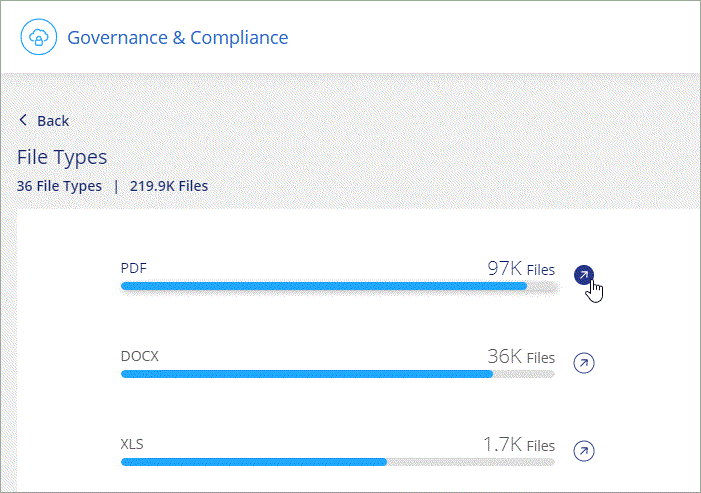 Governance & Compliance
Back
File Types
36 File Types | 219.9K Files
PDF 97K Files
DOCX 36K Files
XLS 1.7K Files